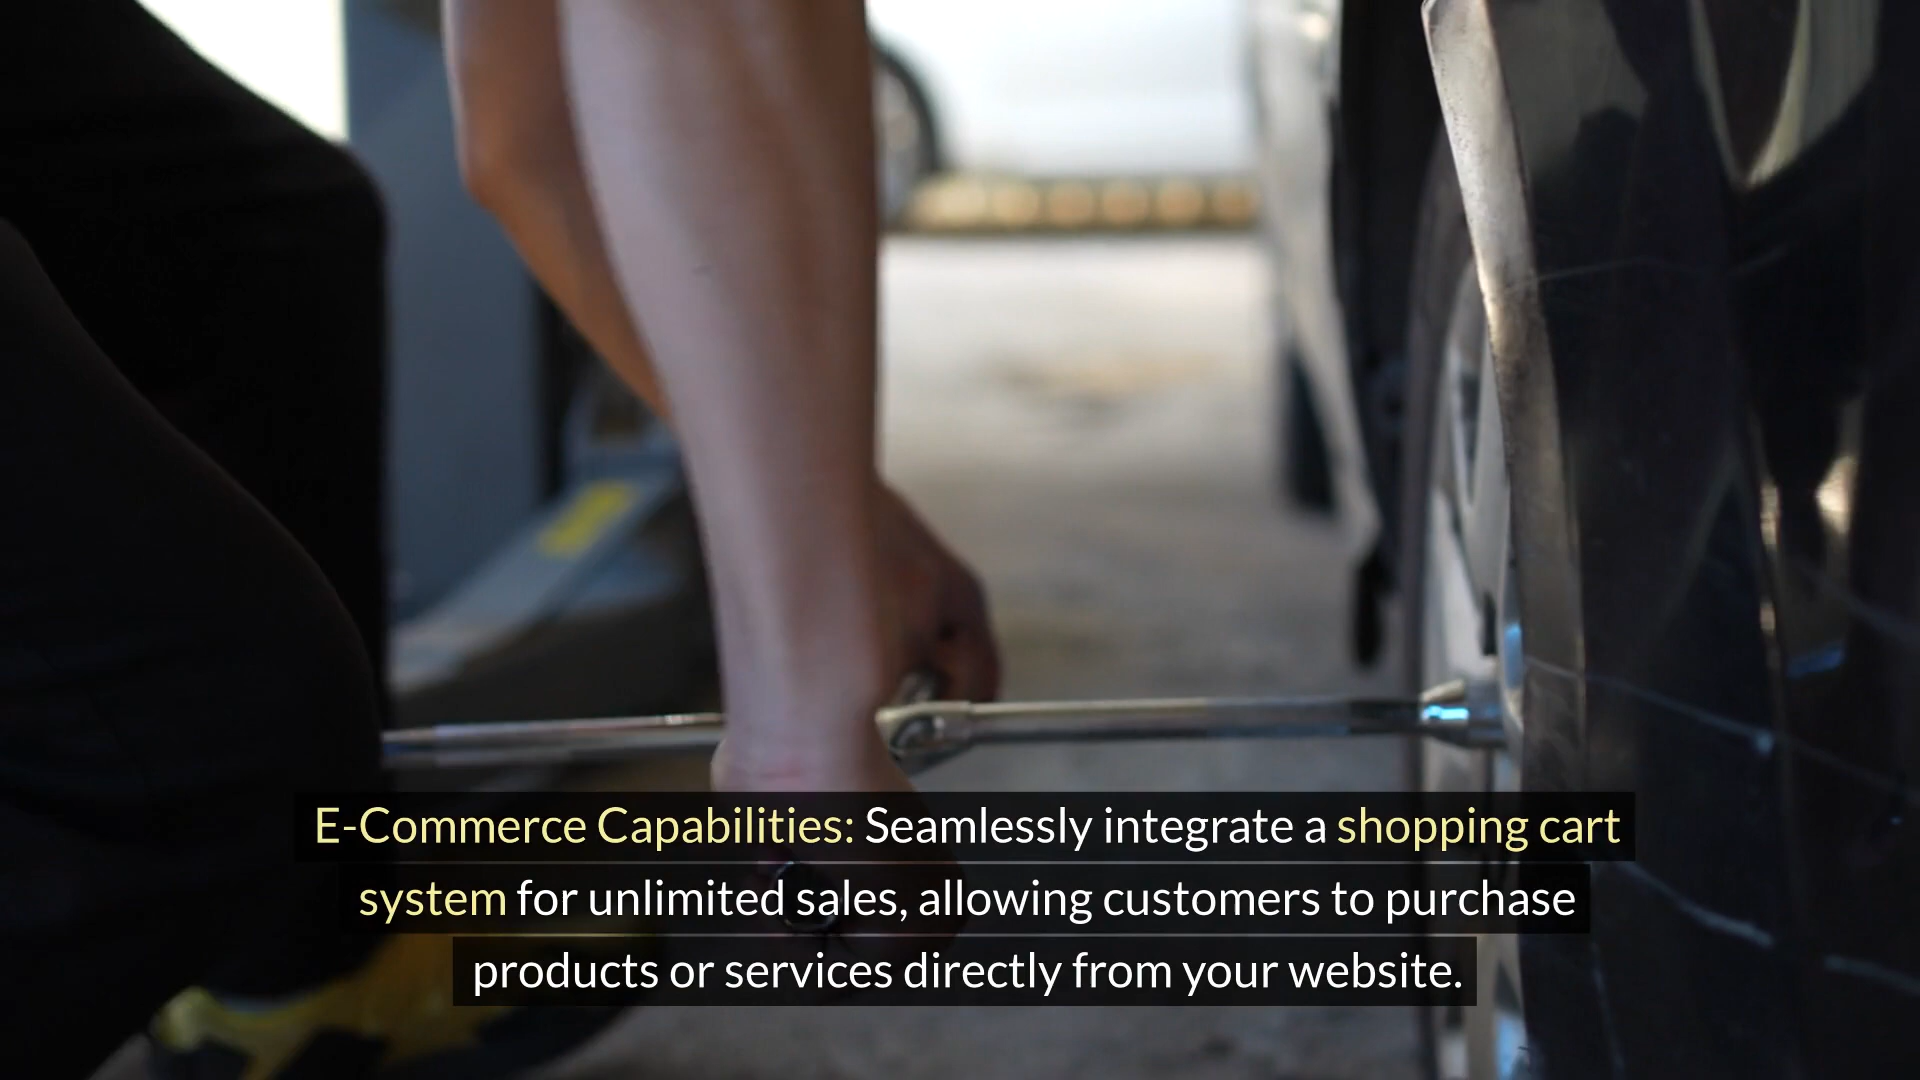 E-Commerce Capabilities: Seamlessly integrate a shopping cart
system for unlimited sales, allowing customers to purchase
products or services directly from your website.